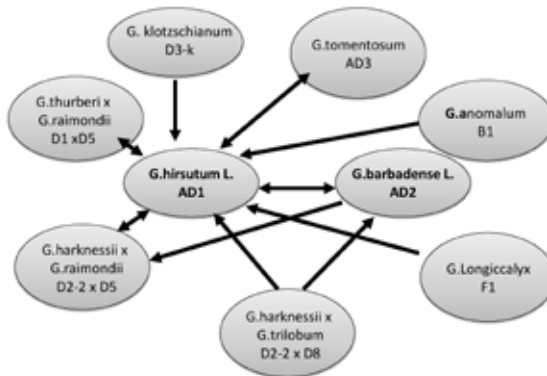 G. klotzschianum
D3-k
G.tomentosum
AD3
G.thurberi x
G.raimondii
D1 xD5
G.anomalum
B1
G.hirsutum L.
AD1
G.barbadense L.
AD2
G.harknessii x
G.raimondii
D2-2 x D5
G.Longiccalyx
F1
G.harknessii x
G.trilobum
D2-2 x D8